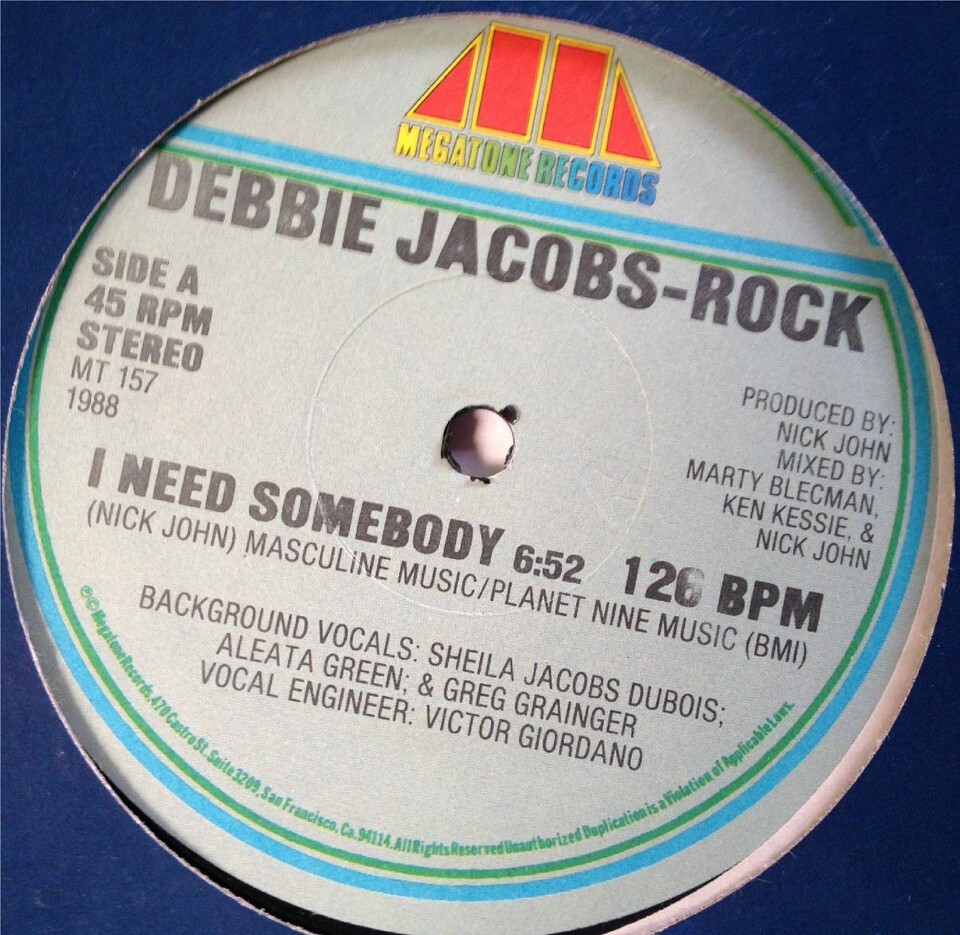 MEGATONE RECORDS
DEBBIE JACOBS-ROCK
SIDE A
45 RPM
STEREO
MT 157
1988
PRODUCED BY:
NICK JOHN
MIXED BY:
MARTY BLECMAN,
KEN KESSIE, &
NICK JOHN
I NEED SOMEBODY 6:52 126 BPM
(NICK JOHN) MASCULINE MUSIC/PLANET NINE MUSIC (BMI)
BACKGROUND VOCALS: SHEILA JACOBS DUBOIS;
ALEATA GREEN; & GREG GRAINGER
VOCAL ENGINEER: VICTOR GIORDANO
℗©Megatone Records, 470 Castro St. Suite 3209, San Francisco, Ca. 94114. All Rights Reserved Unauthorized Duplication is a Violation of Applicable Laws.